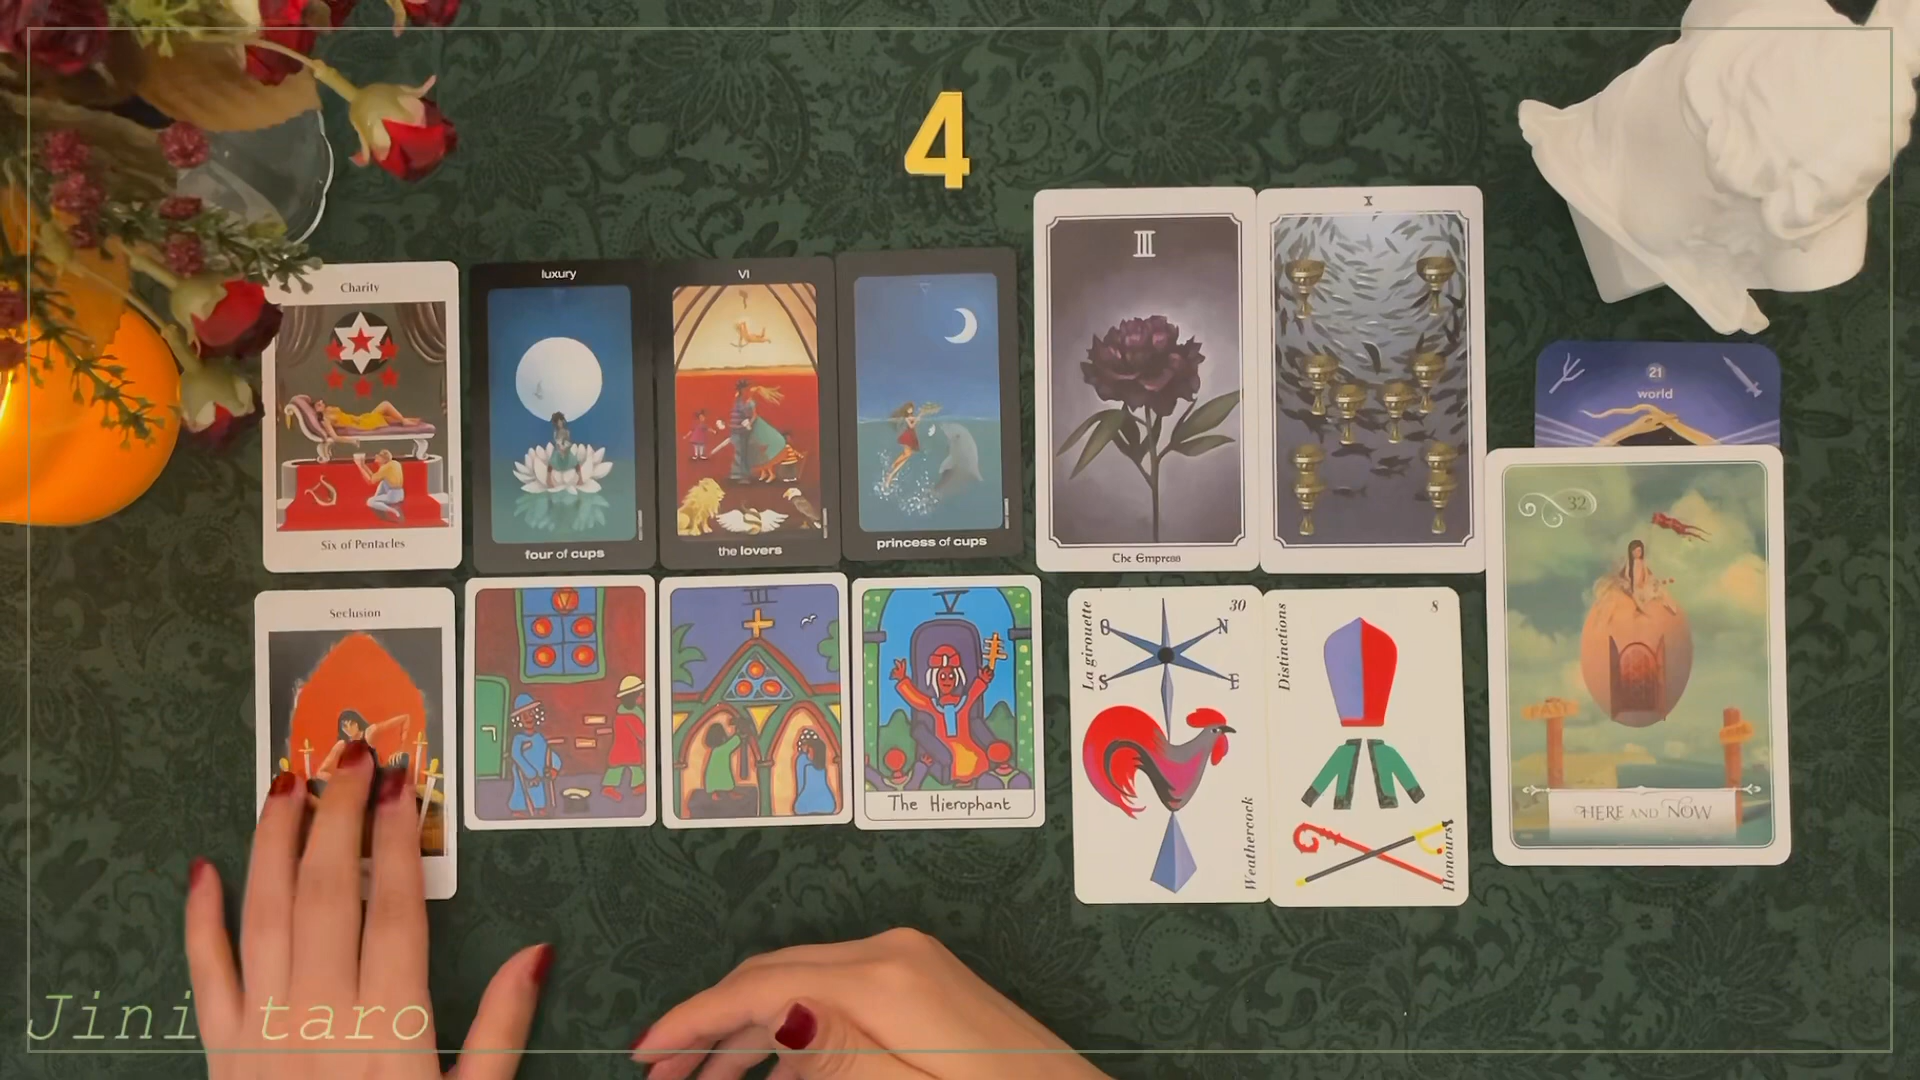 4
Charity
Six of Pentacles
luxury
four of cups
VI
the lovers
princess of cups
III
The Empress
X
21
world
Seclusion
V
III
V
The Hierophant
La girouette
30
O
N
S
E
Weathercock
Distinctions
8
Honours
32
HERE AND NOW
Jini taro